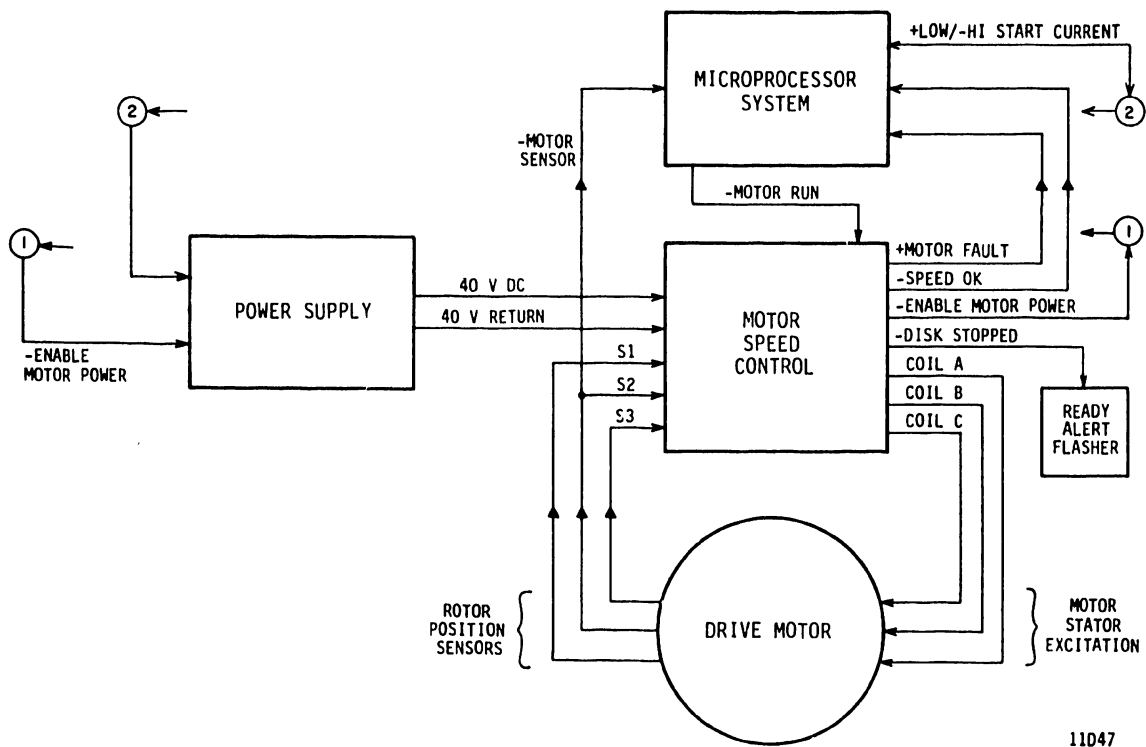 +LOW/-HI START CURRENT
MICROPROCESSOR
SYSTEM
2
2
-MOTOR
SENSOR
-MOTOR RUN
1
1
+MOTOR FAULT
-SPEED OK
-ENABLE MOTOR POWER
-DISK STOPPED
COIL A
COIL B
COIL C
POWER SUPPLY
40 V DC
40 V RETURN
S1
S2
S3
MOTOR
SPEED
CONTROL
-ENABLE
MOTOR POWER
READY
ALERT
FLASHER
ROTOR
POSITION
SENSORS
DRIVE MOTOR
MOTOR
STATOR
EXCITATION
11D47